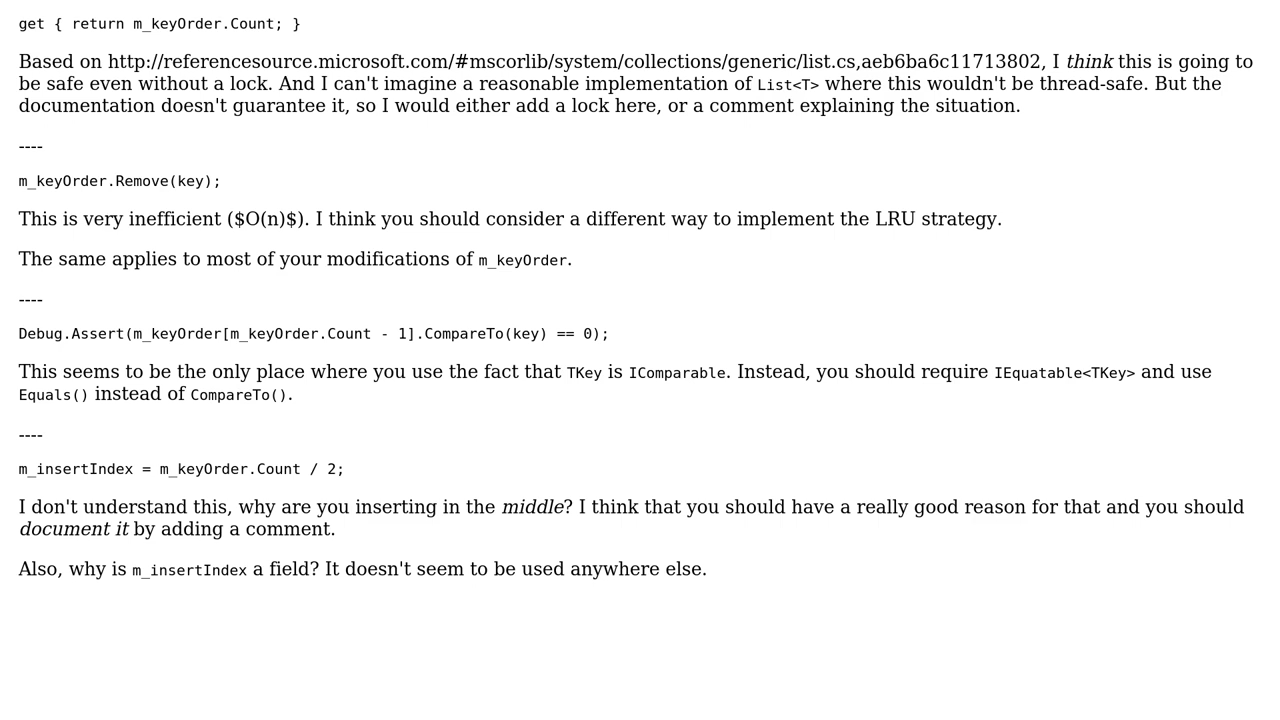 get { return m_keyOrder.Count; }
Based on http://referencesource.microsoft.com/#mscorlib/system/collections/generic/list.cs,aeb6ba6c11713802, I think this is going to
be safe even without a lock. And I can't imagine a reasonable implementation of List<T> where this wouldn't be thread-safe. But the
documentation doesn't guarantee it, so I would either add a lock here, or a comment explaining the situation.
----
m_keyOrder.Remove(key);
This is very inefficient ($O(n)$). I think you should consider a different way to implement the LRU strategy.
The same applies to most of your modifications of m_keyOrder.
----
Debug.Assert(m_keyOrder[m_keyOrder.Count - 1].CompareTo(key) == 0);
This seems to be the only place where you use the fact that TKey is IComparable. Instead, you should require IEquatable<TKey> and use
Equals() instead of CompareTo().
----
m_insertIndex = m_keyOrder.Count / 2;
I don't understand this, why are you inserting in the middle? I think that you should have a really good reason for that and you should
document it by adding a comment.
Also, why is m_insertIndex a field? It doesn't seem to be used anywhere else.